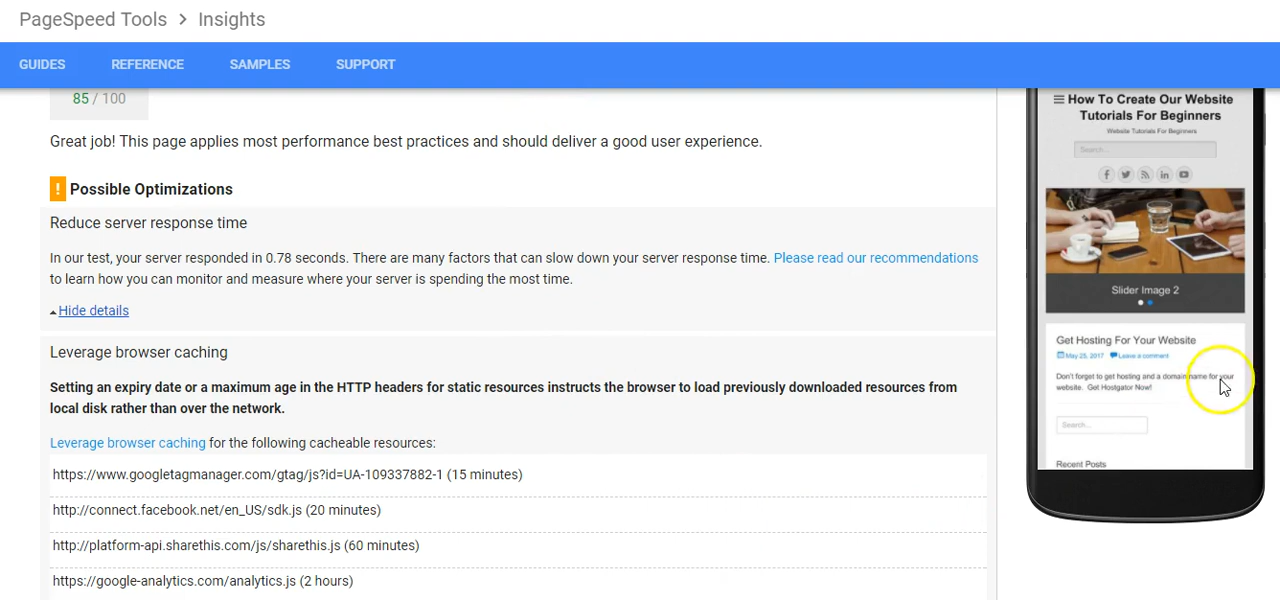 PageSpeed Tools > Insights
GUIDES REFERENCE SAMPLES SUPPORT
85 / 100
Great job! This page applies most performance best practices and should deliver a good user experience.
! Possible Optimizations
Reduce server response time
In our test, your server responded in 0.78 seconds. There are many factors that can slow down your server response time. Please read our recommendations
to learn how you can monitor and measure where your server is spending the most time.
Hide details
Leverage browser caching
Setting an expiry date or a maximum age in the HTTP headers for static resources instructs the browser to load previously downloaded resources from
local disk rather than over the network.
Leverage browser caching for the following cacheable resources:
https://www.googletagmanager.com/gtag/js?id=UA-109337882-1 (15 minutes)
http://connect.facebook.net/en_US/sdk.js (20 minutes)
http://platform-api.sharethis.com/js/sharethis.js (60 minutes)
https://google-analytics.com/analytics.js (2 hours)
How To Create Our Website
Tutorials For Beginners
Website Tutorials For Beginners
Search...
Slider Image 2
Get Hosting For Your Website
May 25, 2017 Leave a comment
Don't forget to get hosting and a domain name for your
website. Get Hostgator Now!
Search...
Recent Posts